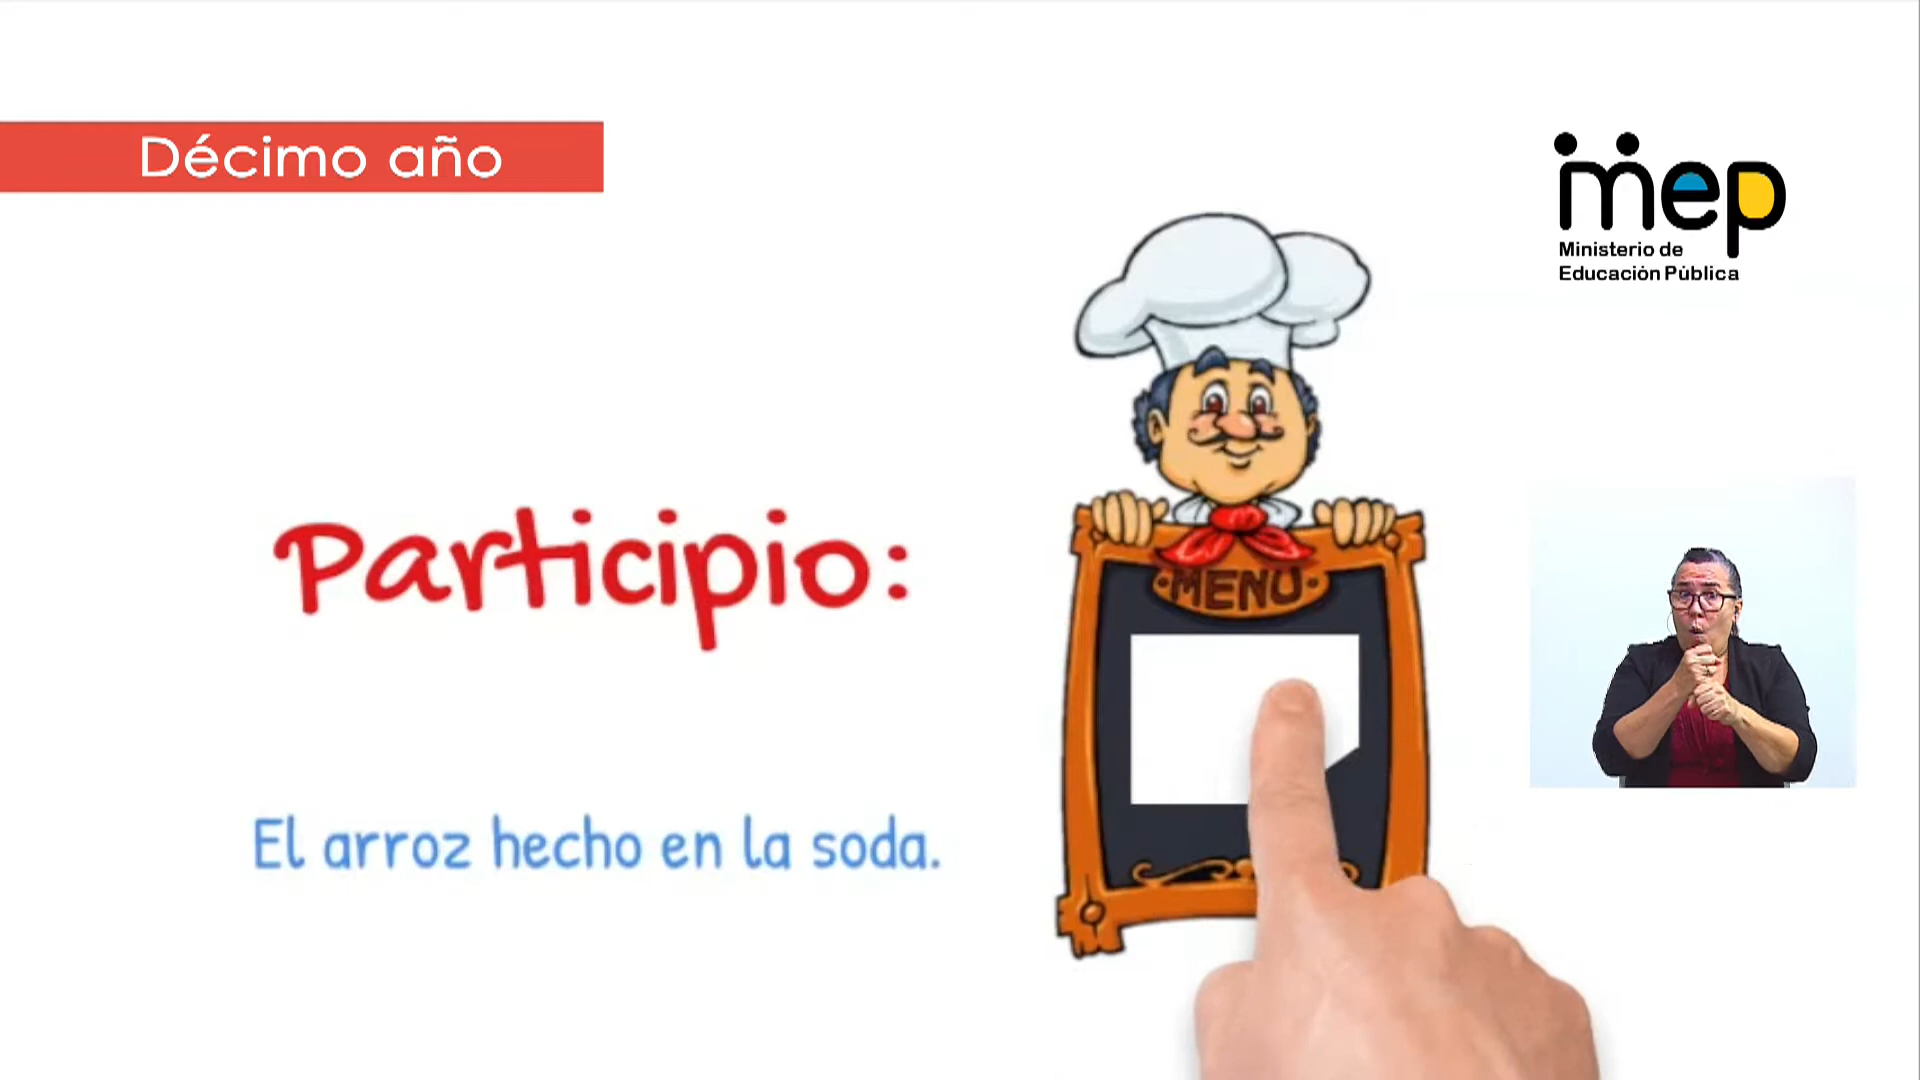 Décimo año
mep
Ministerio de
Educación Pública
Participio:
MENU
El arroz hecho en la soda.